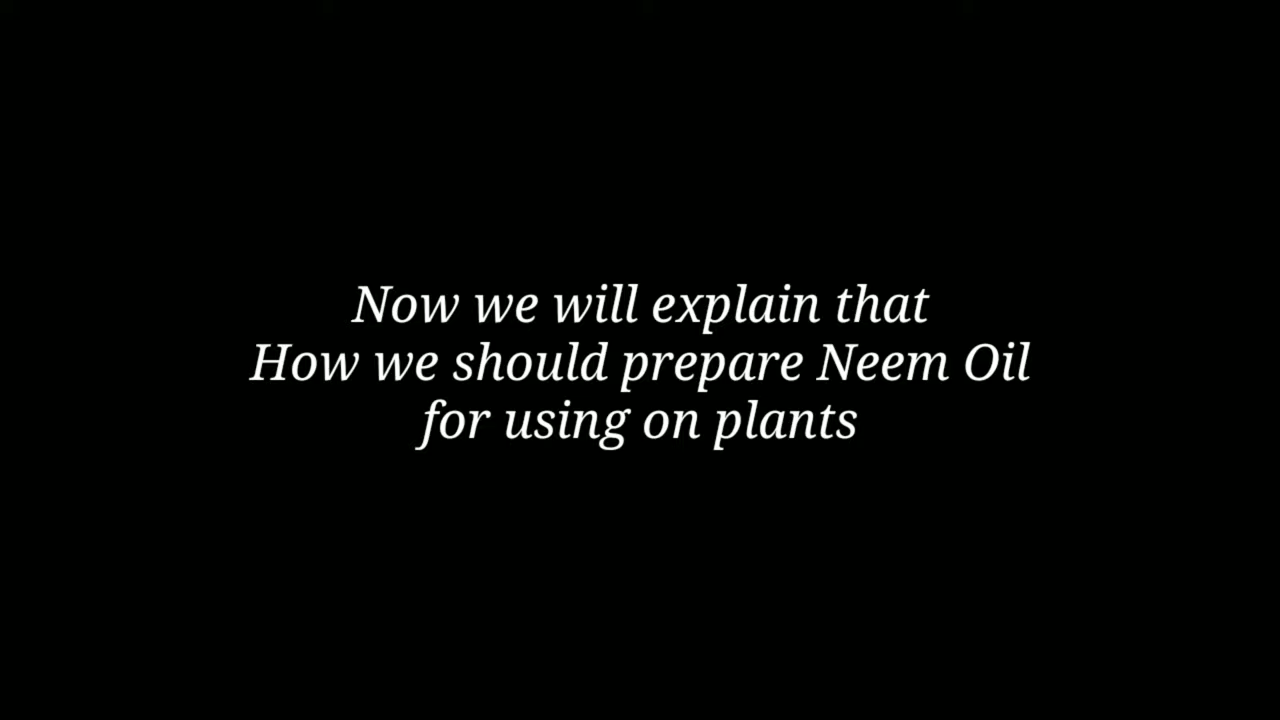 Now we will explain that
How we should prepare Neem Oil
for using on plants